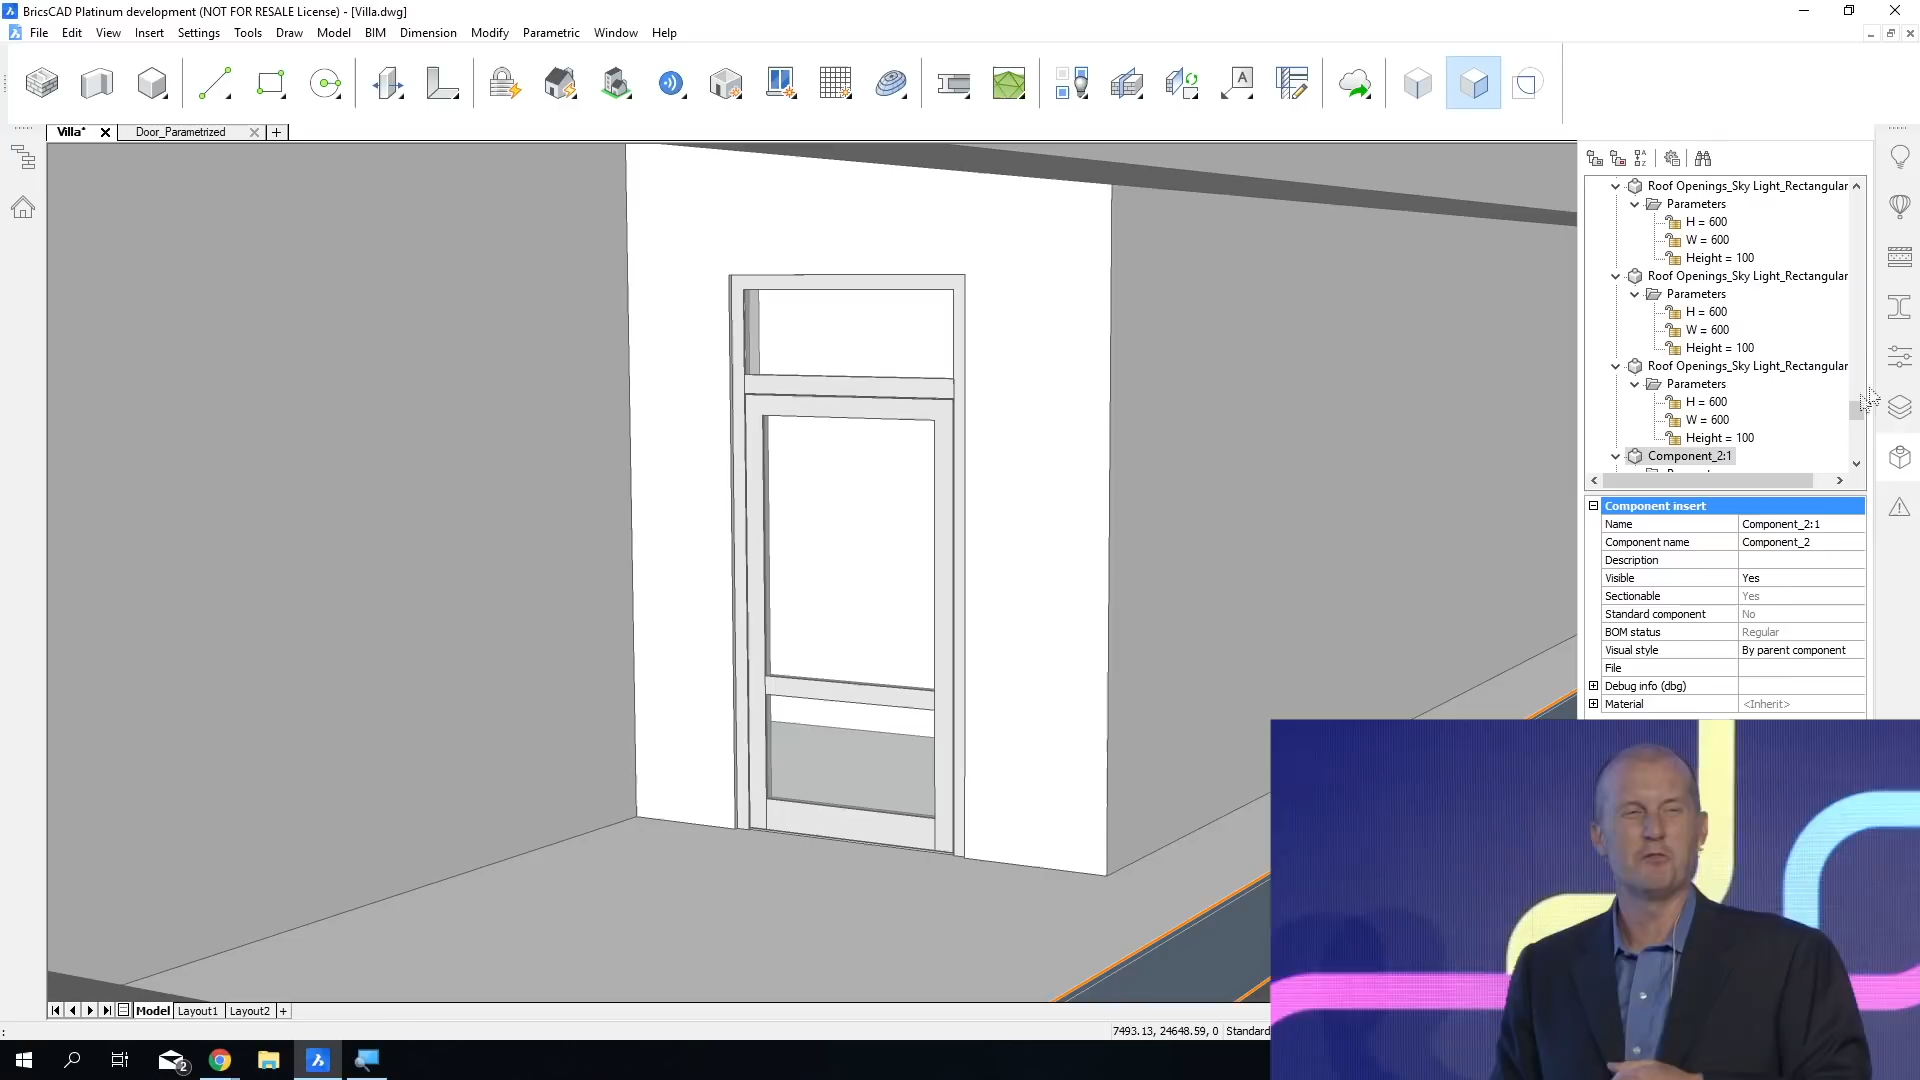 BricsCAD Platinum development (NOT FOR RESALE License) - [Villa.dwg]
File Edit View Insert Settings Tools Draw Model BIM Dimension Modify Parametric Window Help
A
Villa* Door_Parametrized
Roof Openings_Sky Light_Rectangular
Parameters
H = 600
W = 600
Height = 100
Roof Openings_Sky Light_Rectangular
Parameters
H = 600
W = 600
Height = 100
Roof Openings_Sky Light_Rectangular
Parameters
H = 600
W = 600
Height = 100
Component_2:1
Component insert
Name Component_2:1
Component name Component_2
Description
Visible Yes
Sectionable Yes
Standard component No
BOM status Regular
Visual style By parent component
File
Debug info (dbg)
Material <Inherit>
Model Layout1 Layout2 +
:
7493.13, 24648.59, 0 Standard
2